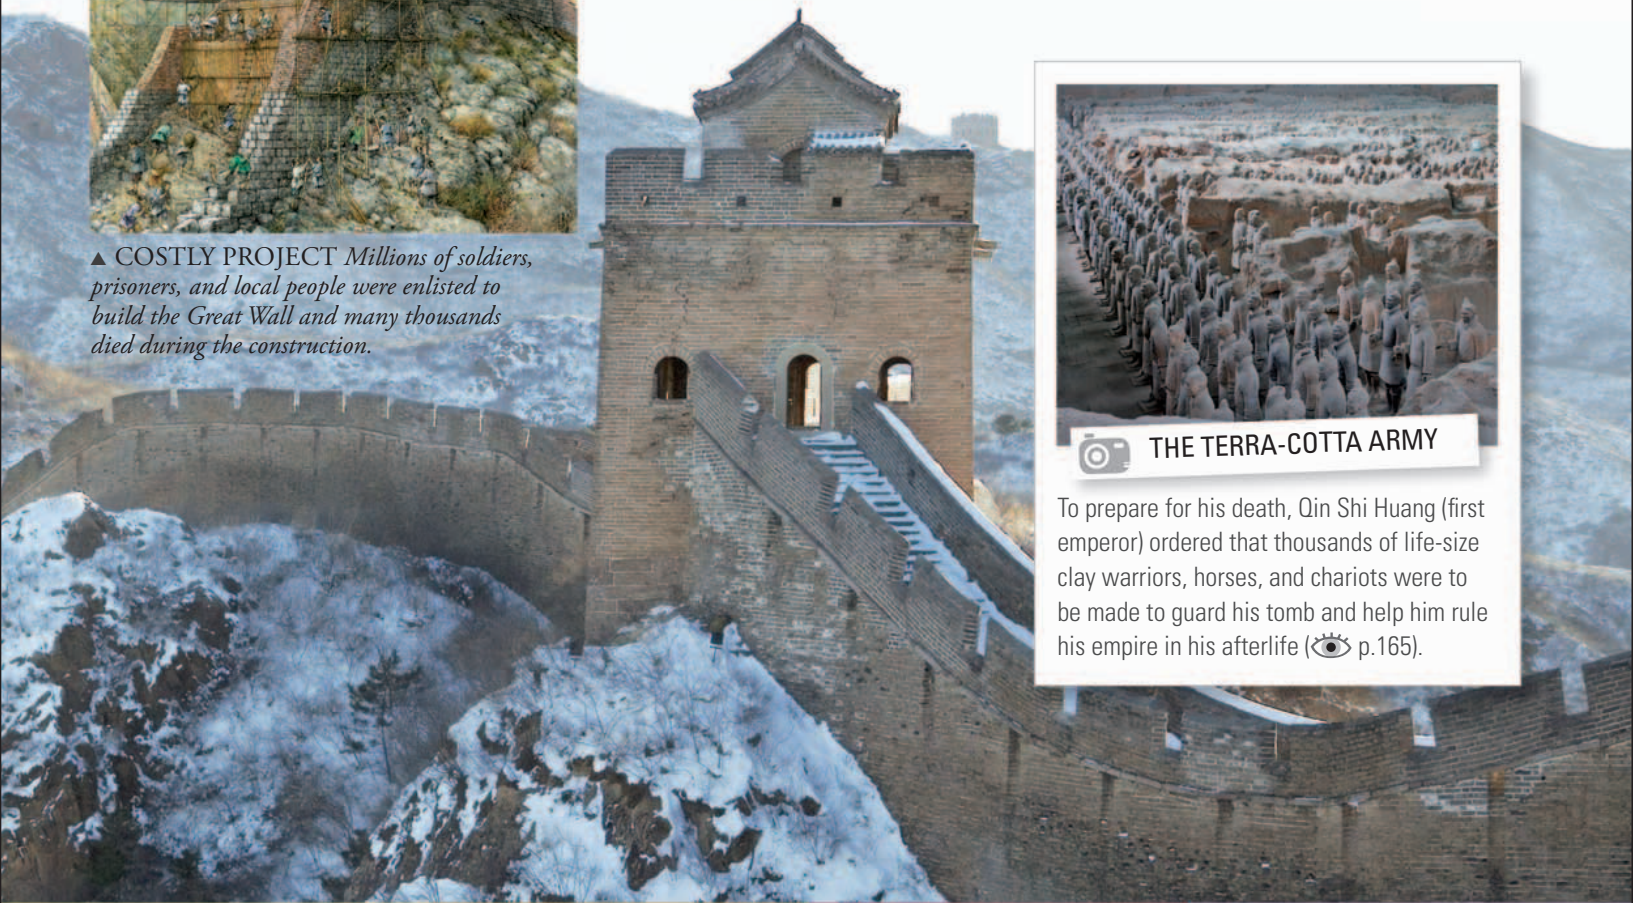 ▲ COSTLY PROJECT Millions of soldiers,
prisoners, and local people were enlisted to
build the Great Wall and many thousands
died during the construction.
THE TERRA-COTTA ARMY
To prepare for his death, Qin Shi Huang (first
emperor) ordered that thousands of life-size
clay warriors, horses, and chariots were to
be made to guard his tomb and help him rule
his empire in his afterlife ( p.165).